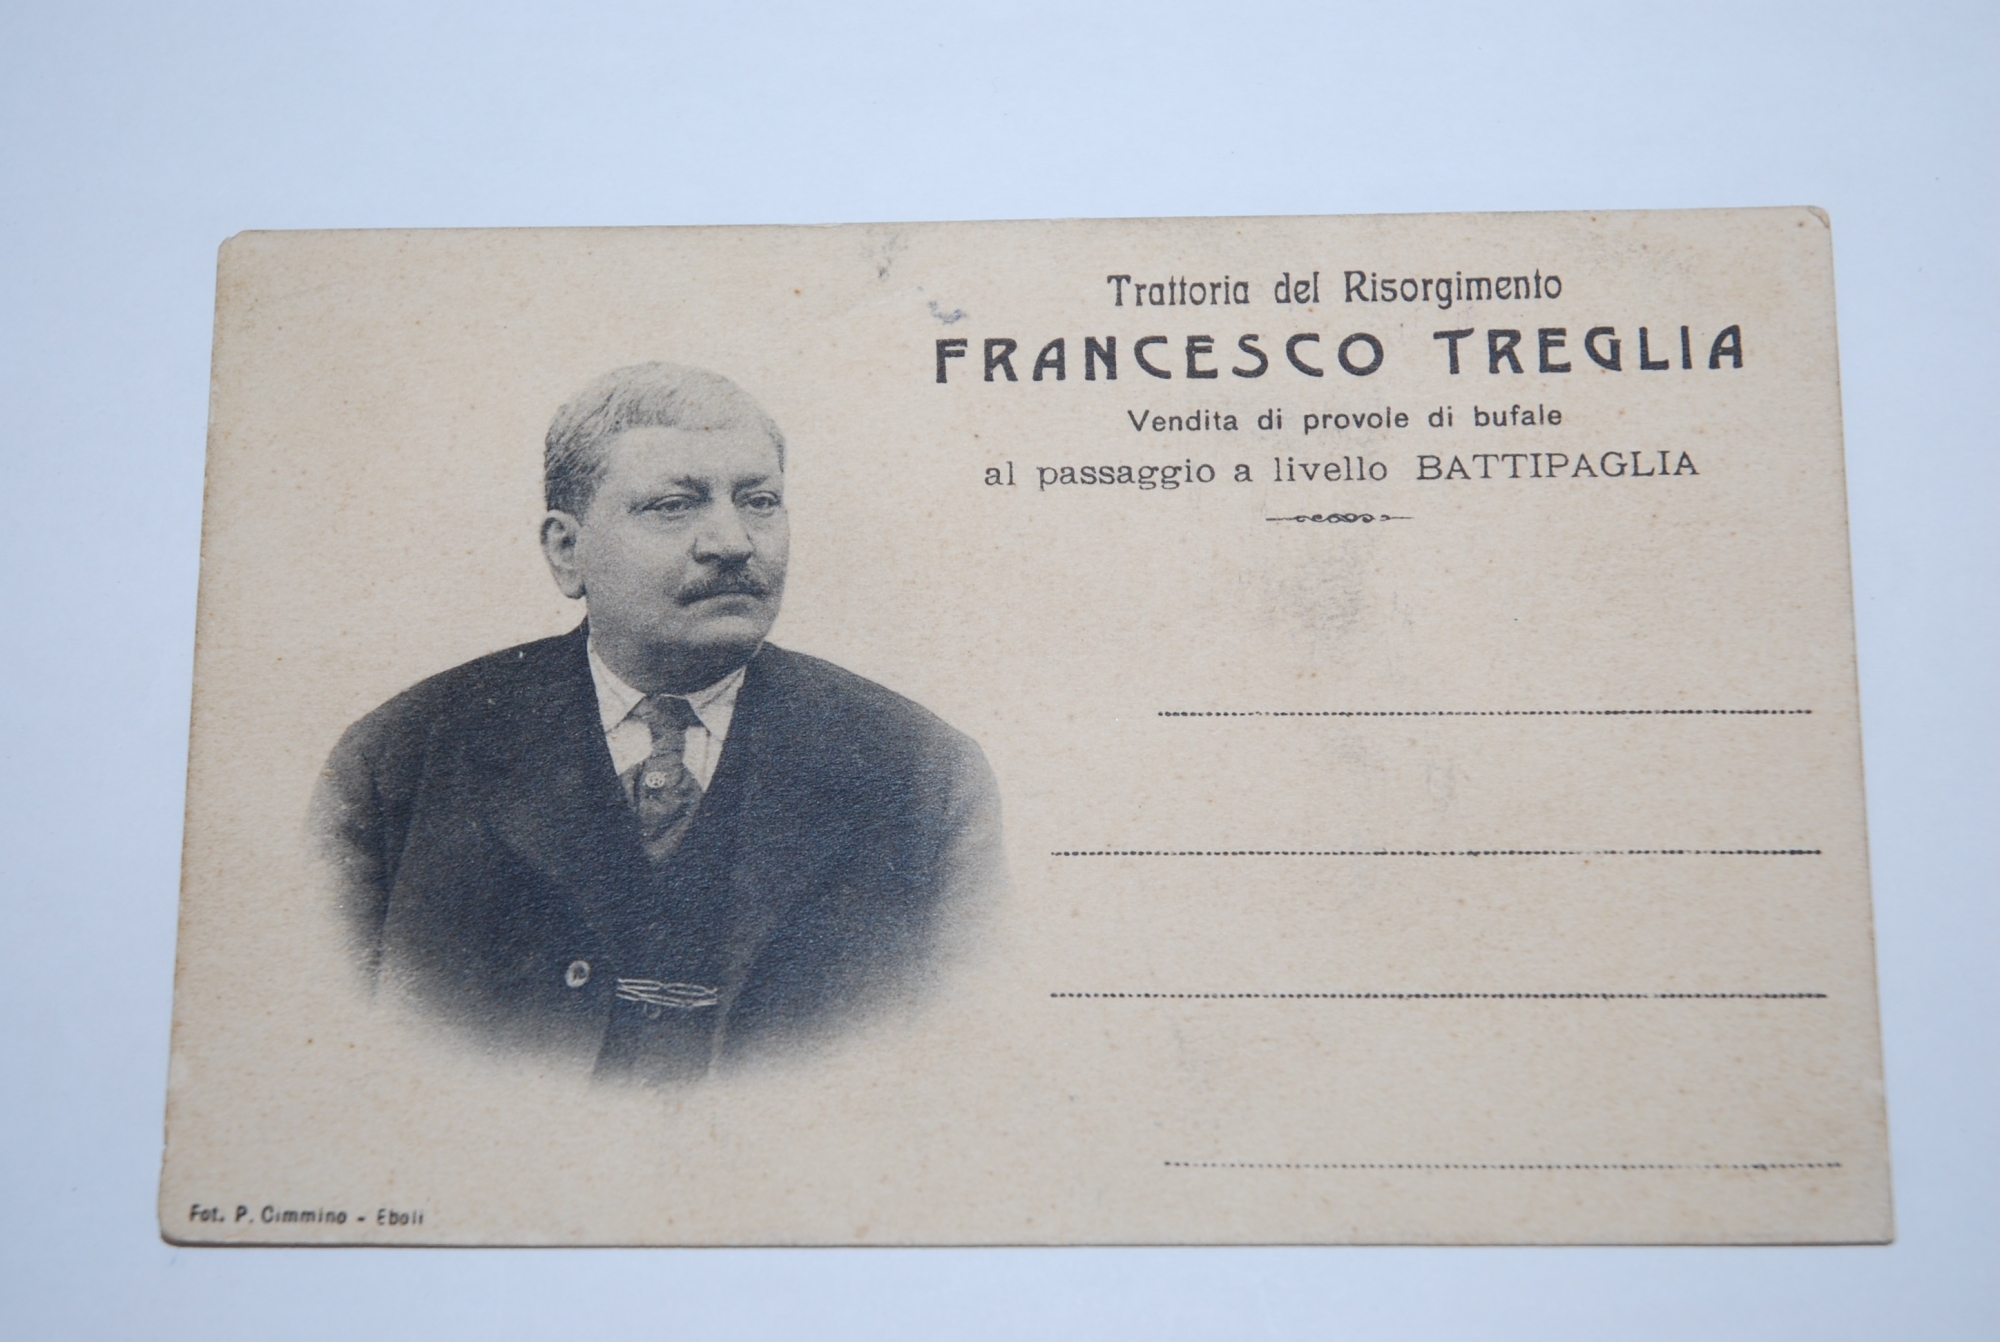 Trattoria del Risorgimento
FRANCESCO TREGLIA
Vendita di provole di bufale
al passaggio a livello BATTIPAGLIA
Fot. P. Cimmino - Eboli